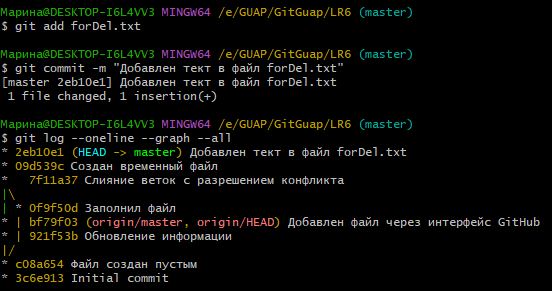 Марина@DESKTOP-I6L4VV3 MINGW64 /e/GUAP/GitGuap/LR6 (master)
$ git add forDel.txt
Марина@DESKTOP-I6L4VV3 MINGW64 /e/GUAP/GitGuap/LR6 (master)
$ git commit -m "Добавлен тект в файл forDel.txt"
[master 2eb10e1] Добавлен тект в файл forDel.txt
 1 file changed, 1 insertion(+)
Марина@DESKTOP-I6L4VV3 MINGW64 /e/GUAP/GitGuap/LR6 (master)
$ git log --oneline --graph --all
* 2eb10e1 (HEAD -> master) Добавлен тект в файл forDel.txt
* 09d539c Создан временный файл
*   7f11a37 Слияние веток с разрешением конфликта
|\
| * 0f9f50d Заполнил файл
* | bf79f03 (origin/master, origin/HEAD) Добавлен файл через интерфейс GitHub
* | 921f53b Обновление информации
|/
* c08a654 Файл создан пустым
* 3c6e913 Initial commit